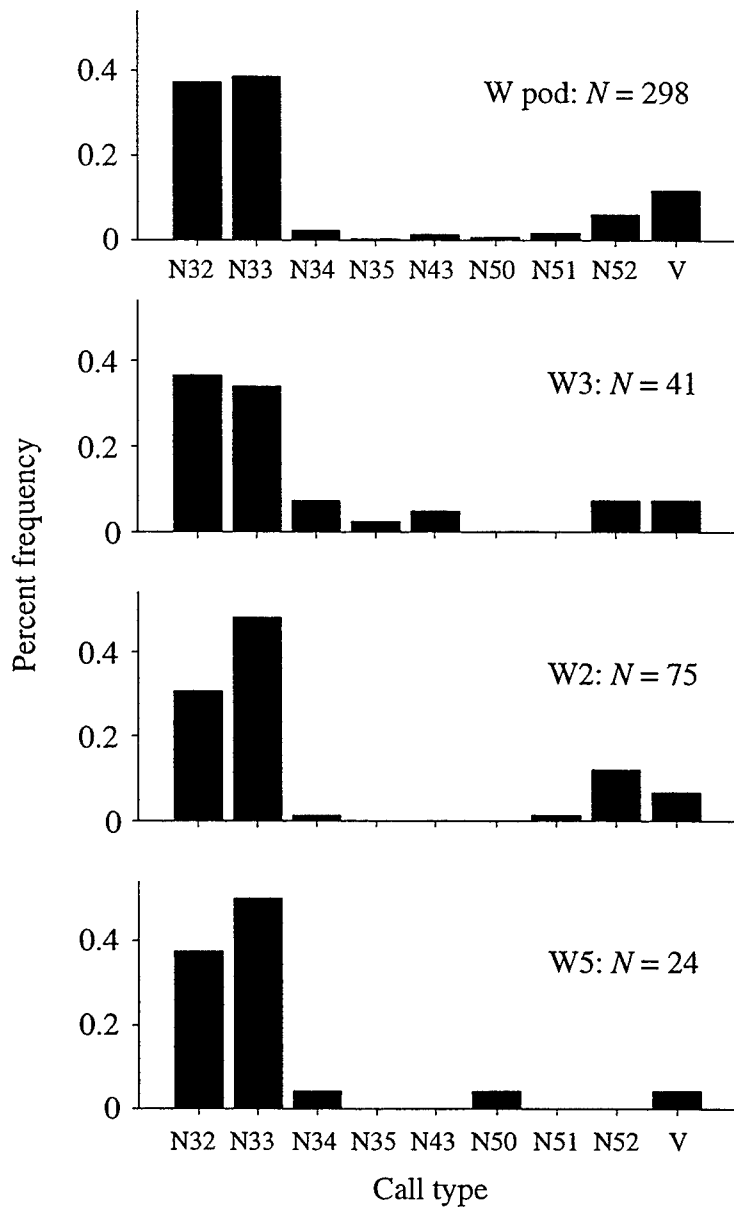 0.4
W pod: N = 298
0.2
0
N32 N33 N34 N35 N43 N50 N51 N52 V
0.4
W3: N = 41
0.2
0
Percent frequency
0.4
W2: N = 75
0.2
0
0.4
W5: N = 24
0.2
0
N32 N33 N34 N35 N43 N50 N51 N52 V
Call type